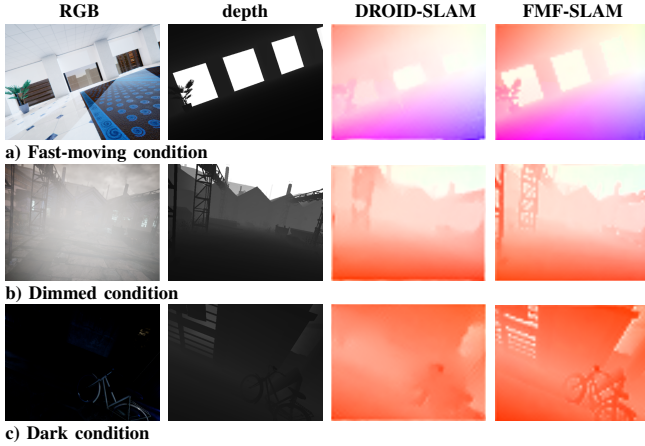 RGB depth DROID-SLAM FMF-SLAM
a) Fast-moving condition
b) Dimmed condition
c) Dark condition